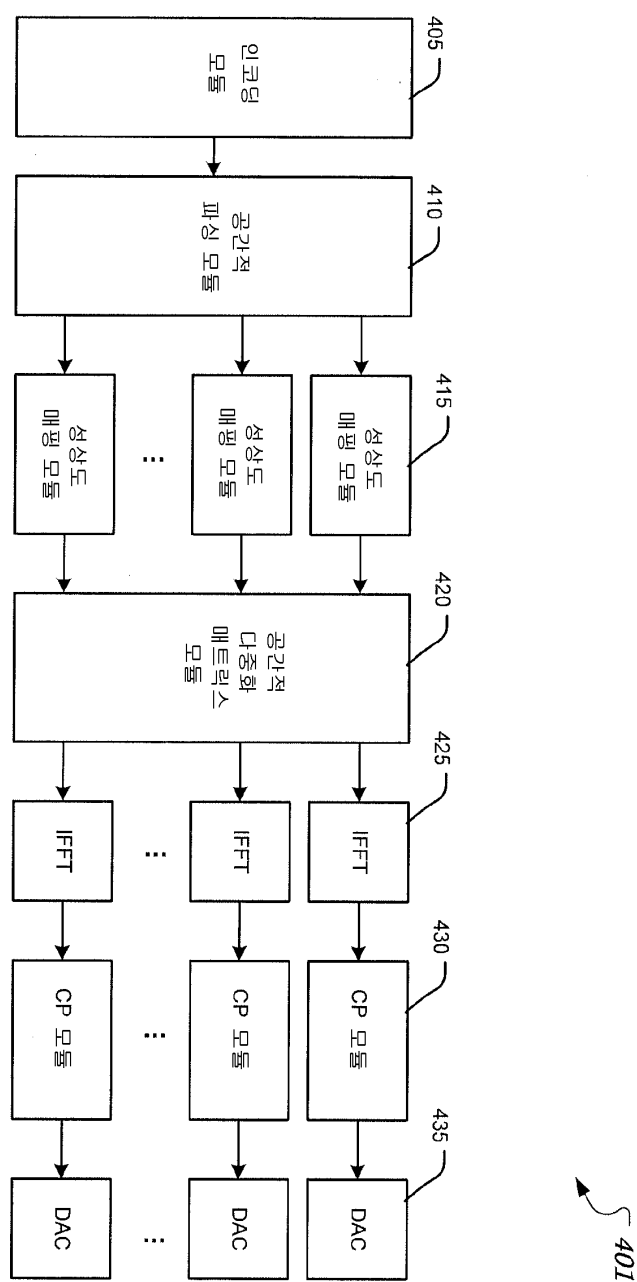 401
405
410
415
420
425
430
435
인코딩
모듈
공간적
파싱 모듈
성상도
매핑 모듈
성상도
매핑 모듈
...
성상도
매핑 모듈
공간적
다중화
매트릭스
모듈
IFFT
IFFT
...
IFFT
CP 모듈
CP 모듈
...
CP 모듈
DAC
DAC
...
DAC